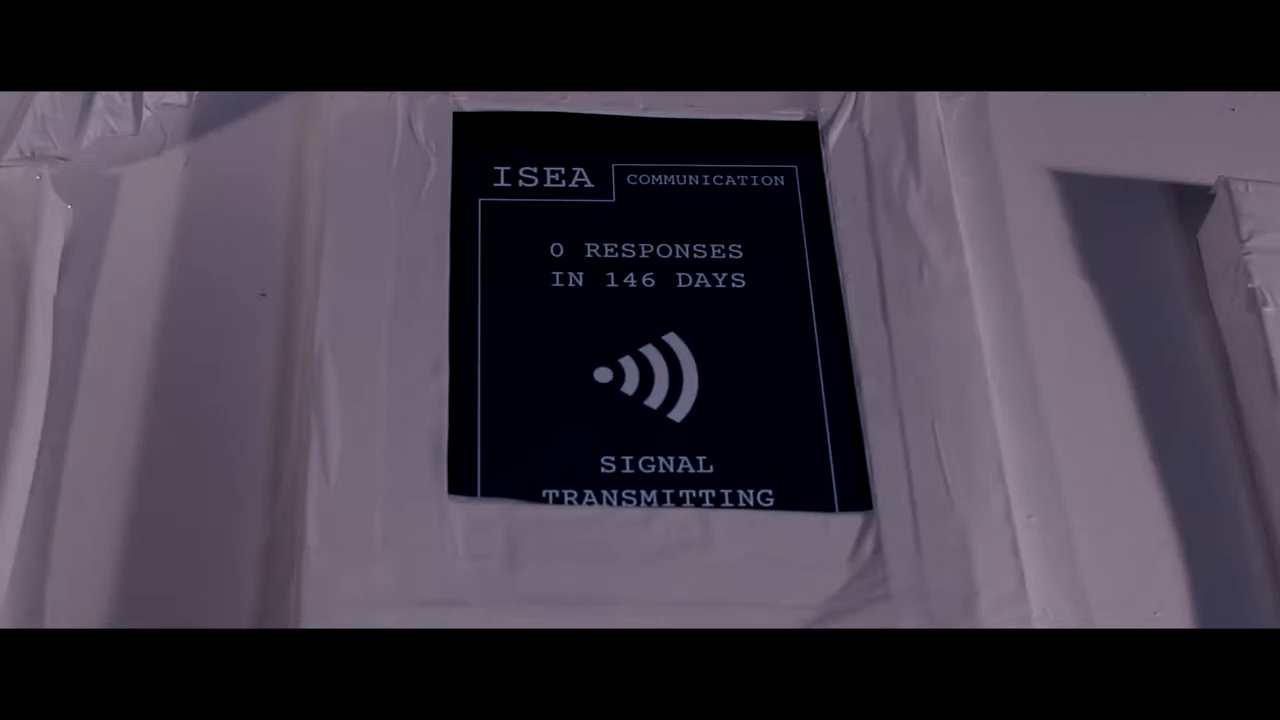 ISEA
COMMUNICATION
0 RESPONSES
IN 146 DAYS
SIGNAL
TRANSMITTING